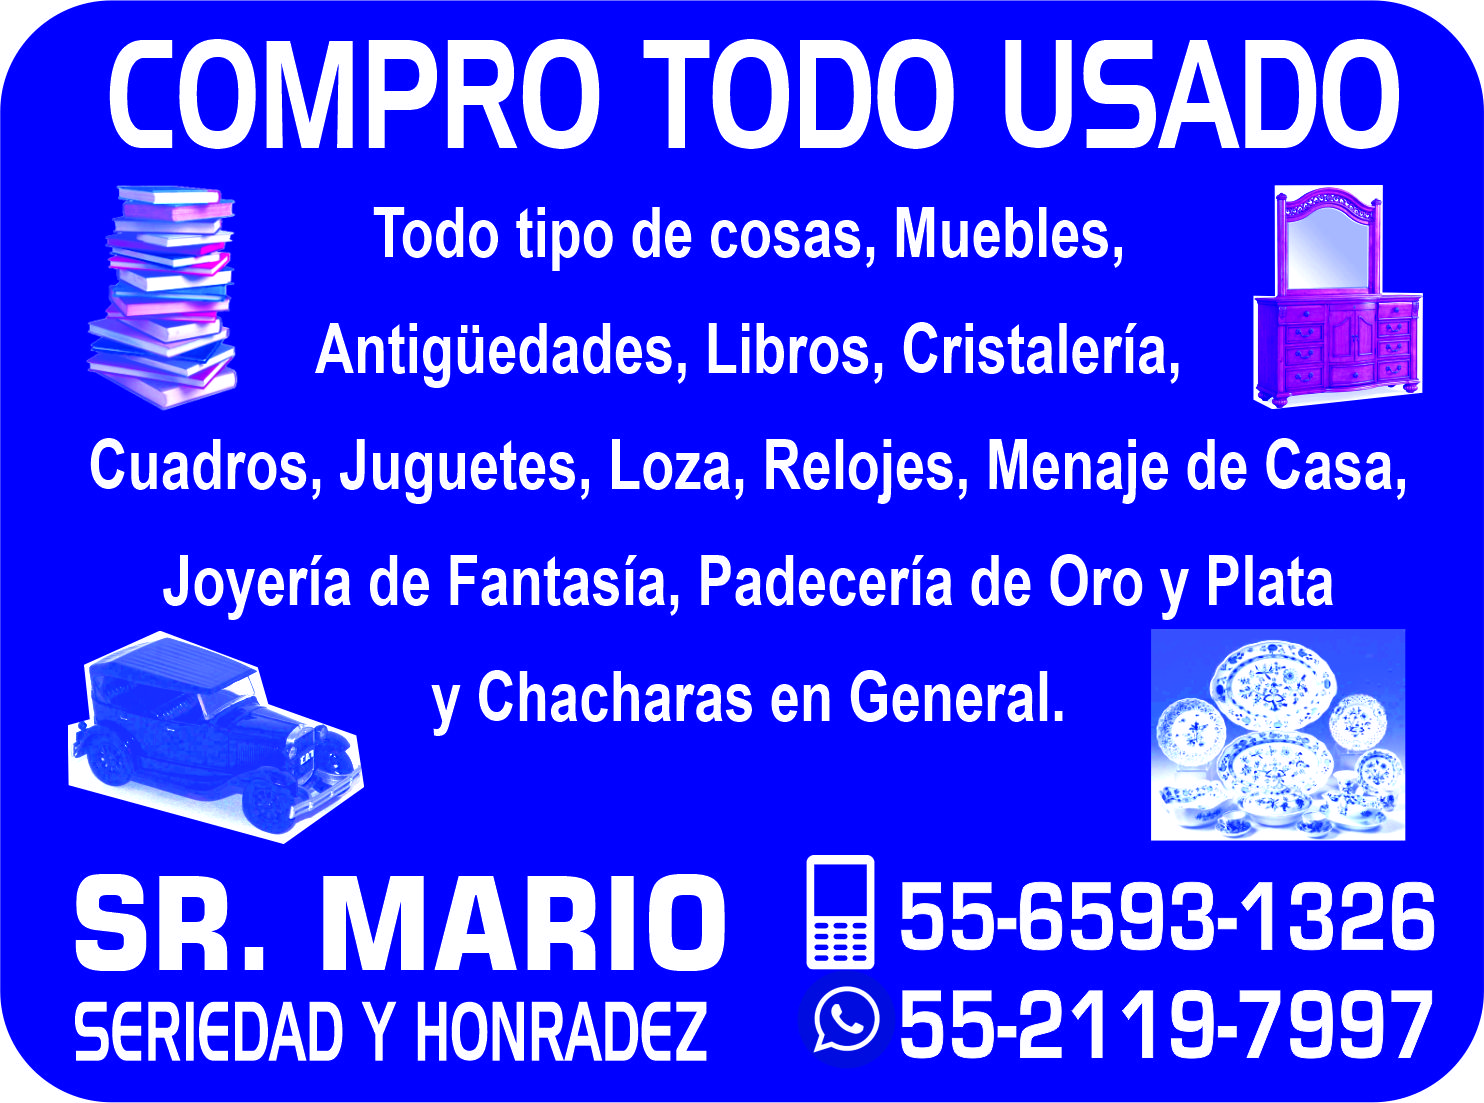 COMPRO TODO USADO
Todo tipo de cosas, Muebles,
Antigüedades, Libros, Cristalería,
Cuadros, Juguetes, Loza, Relojes, Menaje de Casa,
Joyería de Fantasía, Padecería de Oro y Plata
y Chacharas en General.
SR. MARIO
SERIEDAD Y HONRADEZ
55-6593-1326
55-2119-7997